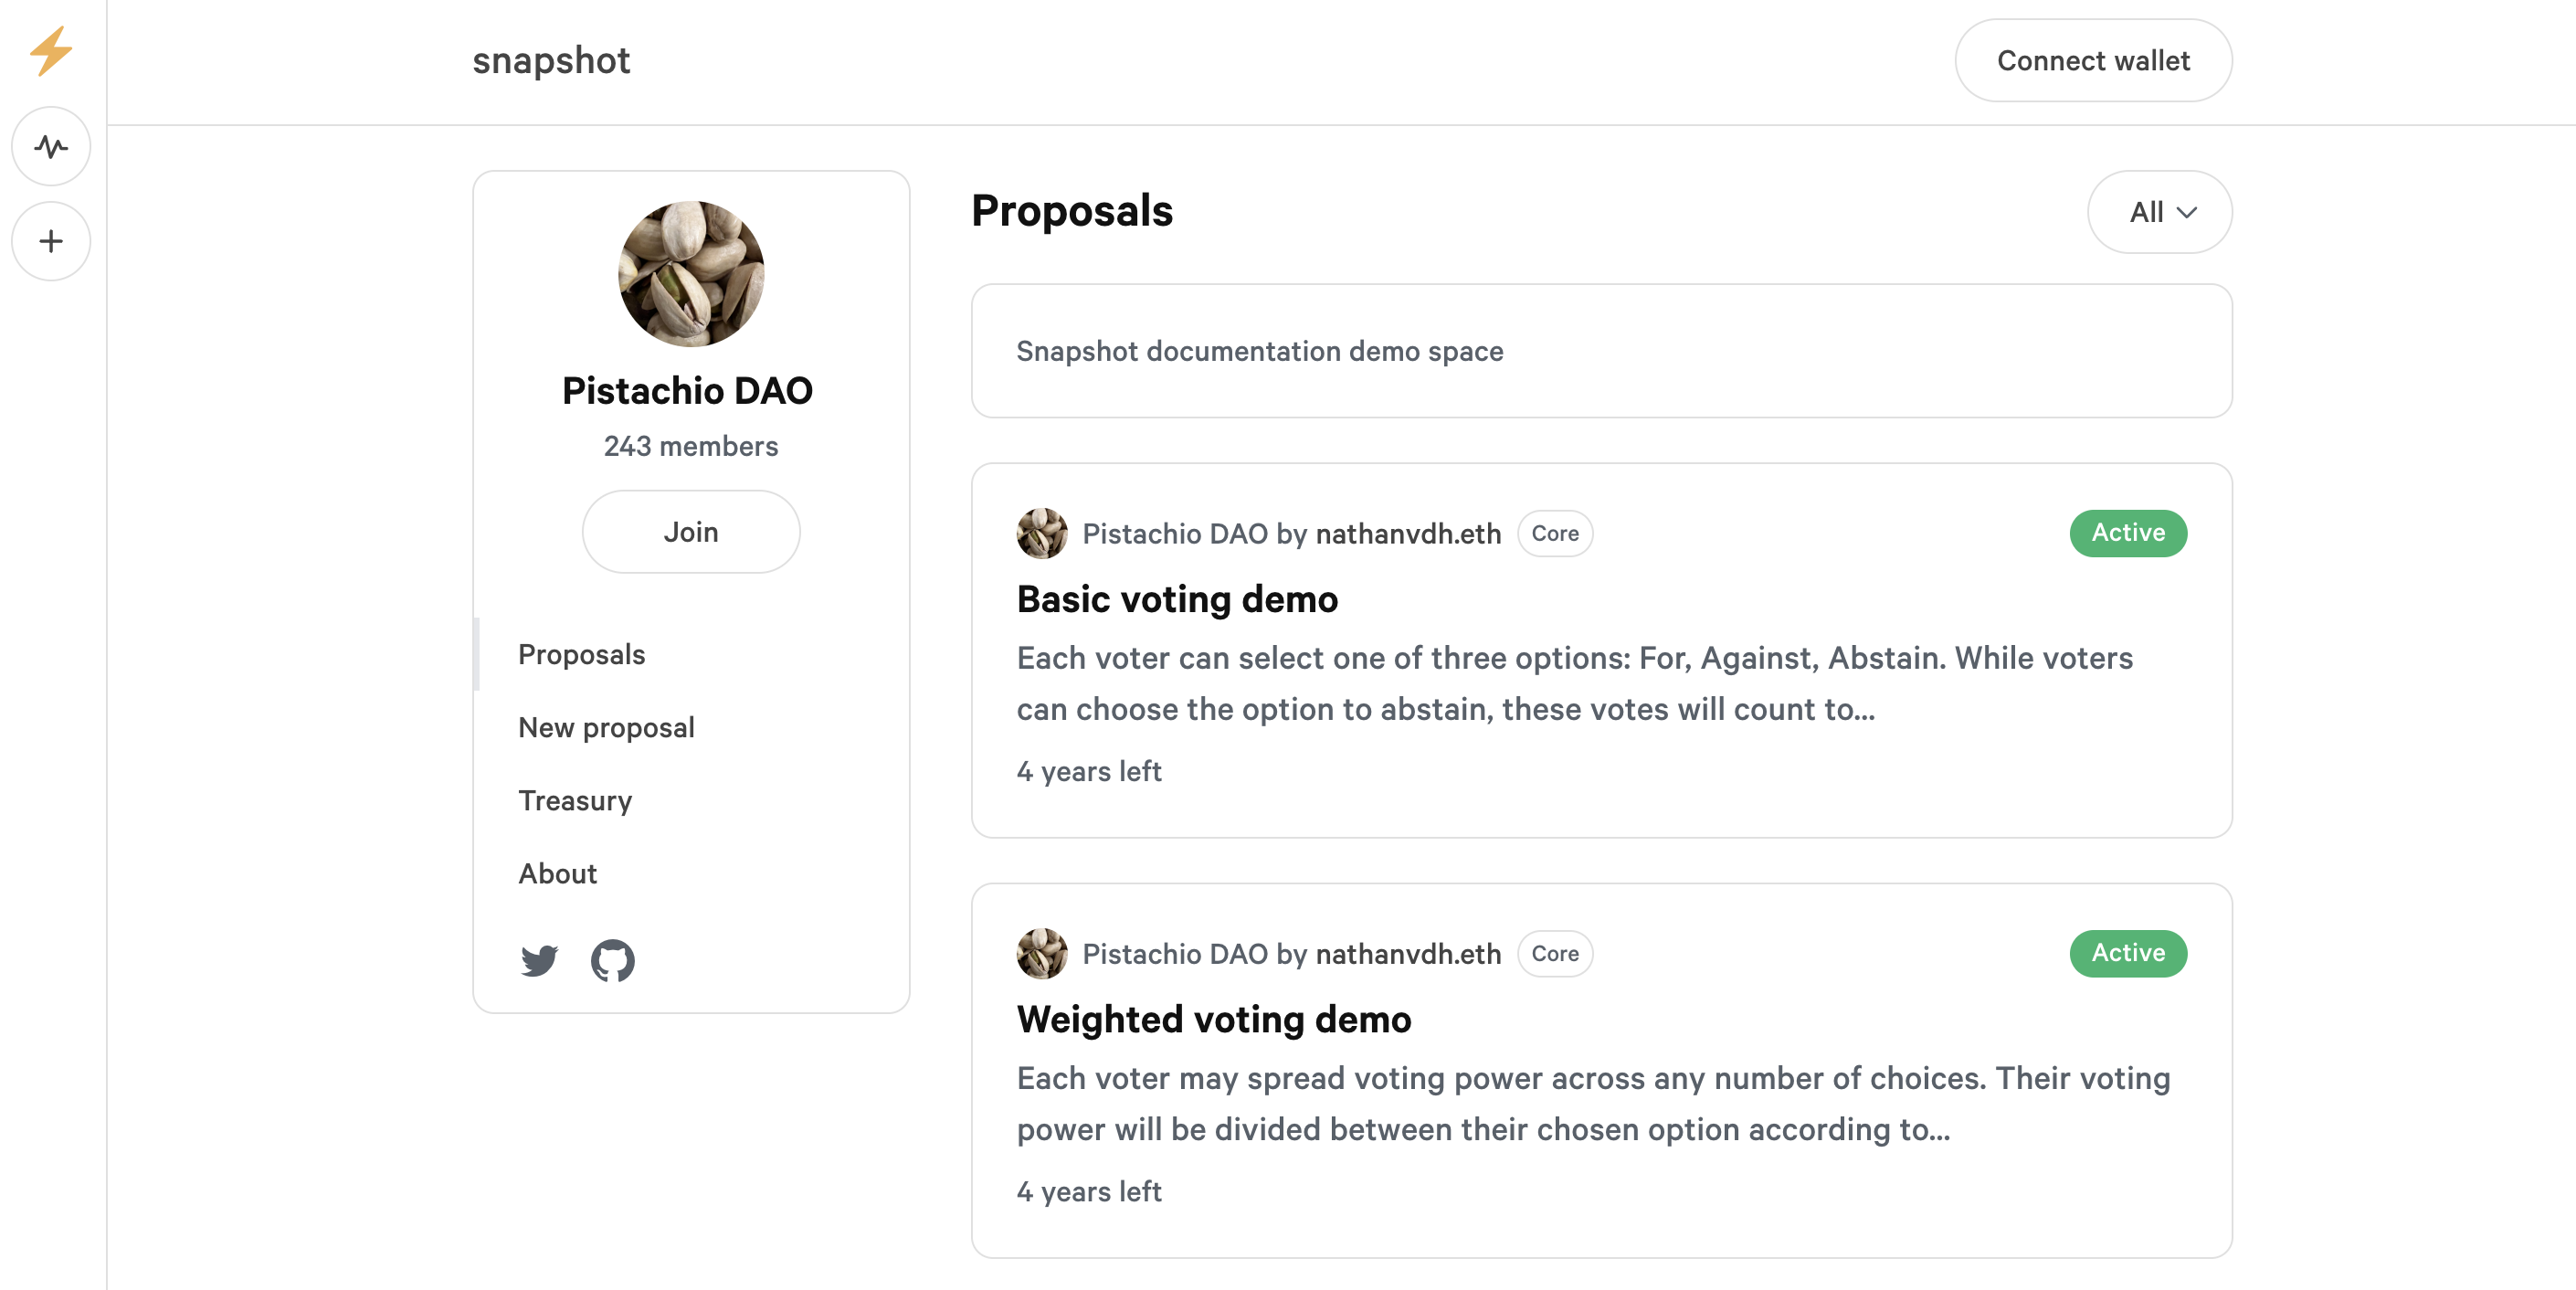 snapshot
Connect wallet
Pistachio DAO
243 members
Join
Proposals
New proposal
Treasury
About
Proposals
All
Snapshot documentation demo space
Pistachio DAO by nathanvdh.eth Core
Active
Basic voting demo
Each voter can select one of three options: For, Against, Abstain. While voters
can choose the option to abstain, these votes will count to...
4 years left
Pistachio DAO by nathanvdh.eth Core
Active
Weighted voting demo
Each voter may spread voting power across any number of choices. Their voting
power will be divided between their chosen option according to...
4 years left